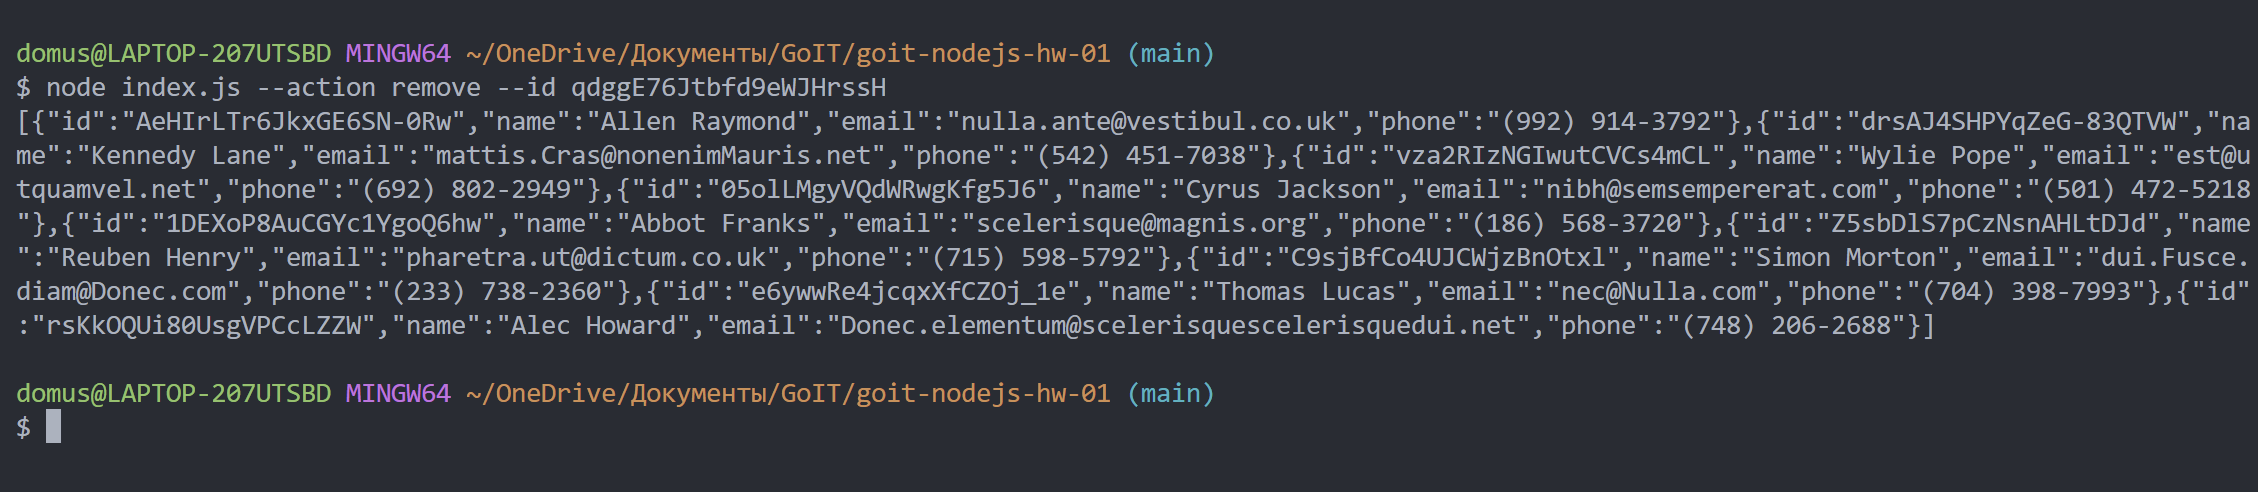 domus@LAPTOP-207UTSBD MINGW64 ~/OneDrive/Документы/GoIT/goit-nodejs-hw-01 (main)
$ node index.js --action remove --id qdggE76Jtbfd9eWJHrssH
[{"id":"AeHIrLTr6JkxGE6SN-0Rw","name":"Allen Raymond","email":"nulla.ante@vestibul.co.uk","phone":"(992) 914-3792"},{"id":"drsAJ4SHPYqZeG-83QTVW","na
me":"Kennedy Lane","email":"mattis.Cras@nonenimMauris.net","phone":"(542) 451-7038"},{"id":"vza2RIzNGIwutCVCs4mCL","name":"Wylie Pope","email":"est@u
tquamvel.net","phone":"(692) 802-2949"},{"id":"05olLMgyVQdWRwgKfg5J6","name":"Cyrus Jackson","email":"nibh@semsempererat.com","phone":"(501) 472-5218
"},{"id":"1DEXoP8AuCGYc1YgoQ6hw","name":"Abbot Franks","email":"scelerisque@magnis.org","phone":"(186) 568-3720"},{"id":"Z5sbDlS7pCzNsnAHLtDJd","name
":"Reuben Henry","email":"pharetra.ut@dictum.co.uk","phone":"(715) 598-5792"},{"id":"C9sjBfCo4UJCWjzBnOtxl","name":"Simon Morton","email":"dui.Fusce.
diam@Donec.com","phone":"(233) 738-2360"},{"id":"e6ywwRe4jcqxXfCZOj_1e","name":"Thomas Lucas","email":"nec@Nulla.com","phone":"(704) 398-7993"},{"id"
:"rsKkOQUi80UsgVPCcLZZW","name":"Alec Howard","email":"Donec.elementum@scelerisquescelerisquedui.net","phone":"(748) 206-2688"}]
domus@LAPTOP-207UTSBD MINGW64 ~/OneDrive/Документы/GoIT/goit-nodejs-hw-01 (main)
$